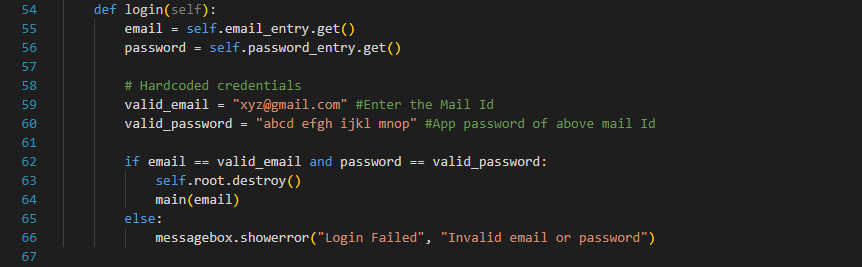 54 def login(self):
55 email = self.email_entry.get()
56 password = self.password_entry.get()
57
58 # Hardcoded credentials
59 valid_email = "xyz@gmail.com" #Enter the Mail Id
60 valid_password = "abcd efgh ijkl mnop" #App password of above mail Id
61
62 if email == valid_email and password == valid_password:
63 self.root.destroy()
64 main(email)
65 else:
66 messagebox.showerror("Login Failed", "Invalid email or password")
67